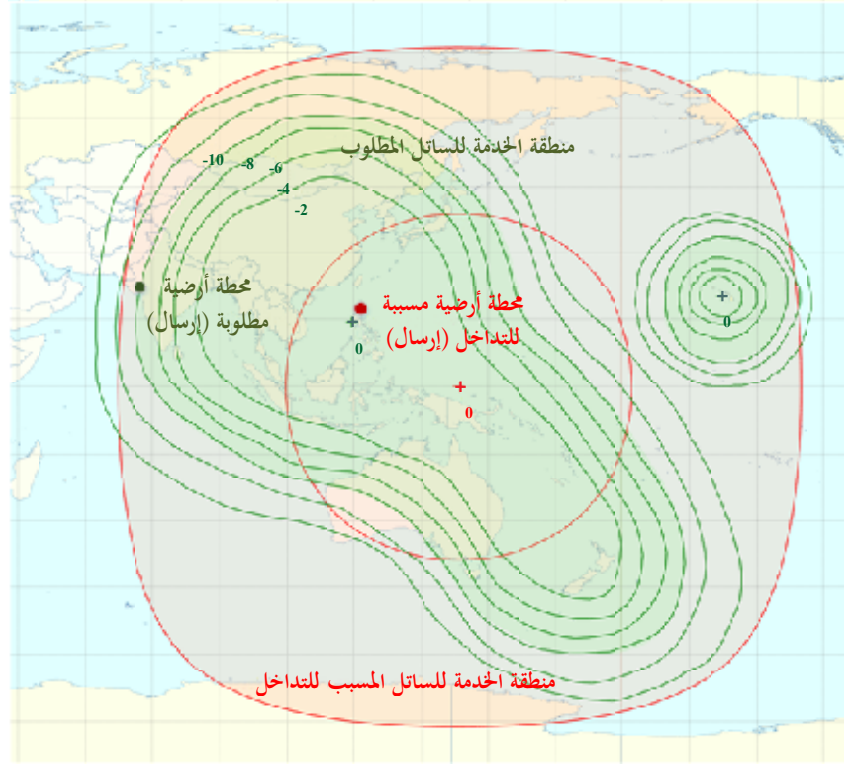 منطقة الخدمة للساتل المطلوب
-10
-8
-6
-4
-2
محطة أرضية
مطلوبة (إرسال)
محطة أرضية مسببة
للتداخل (إرسال)
0
0
0
منطقة الخدمة للساتل المسبب للتداخل